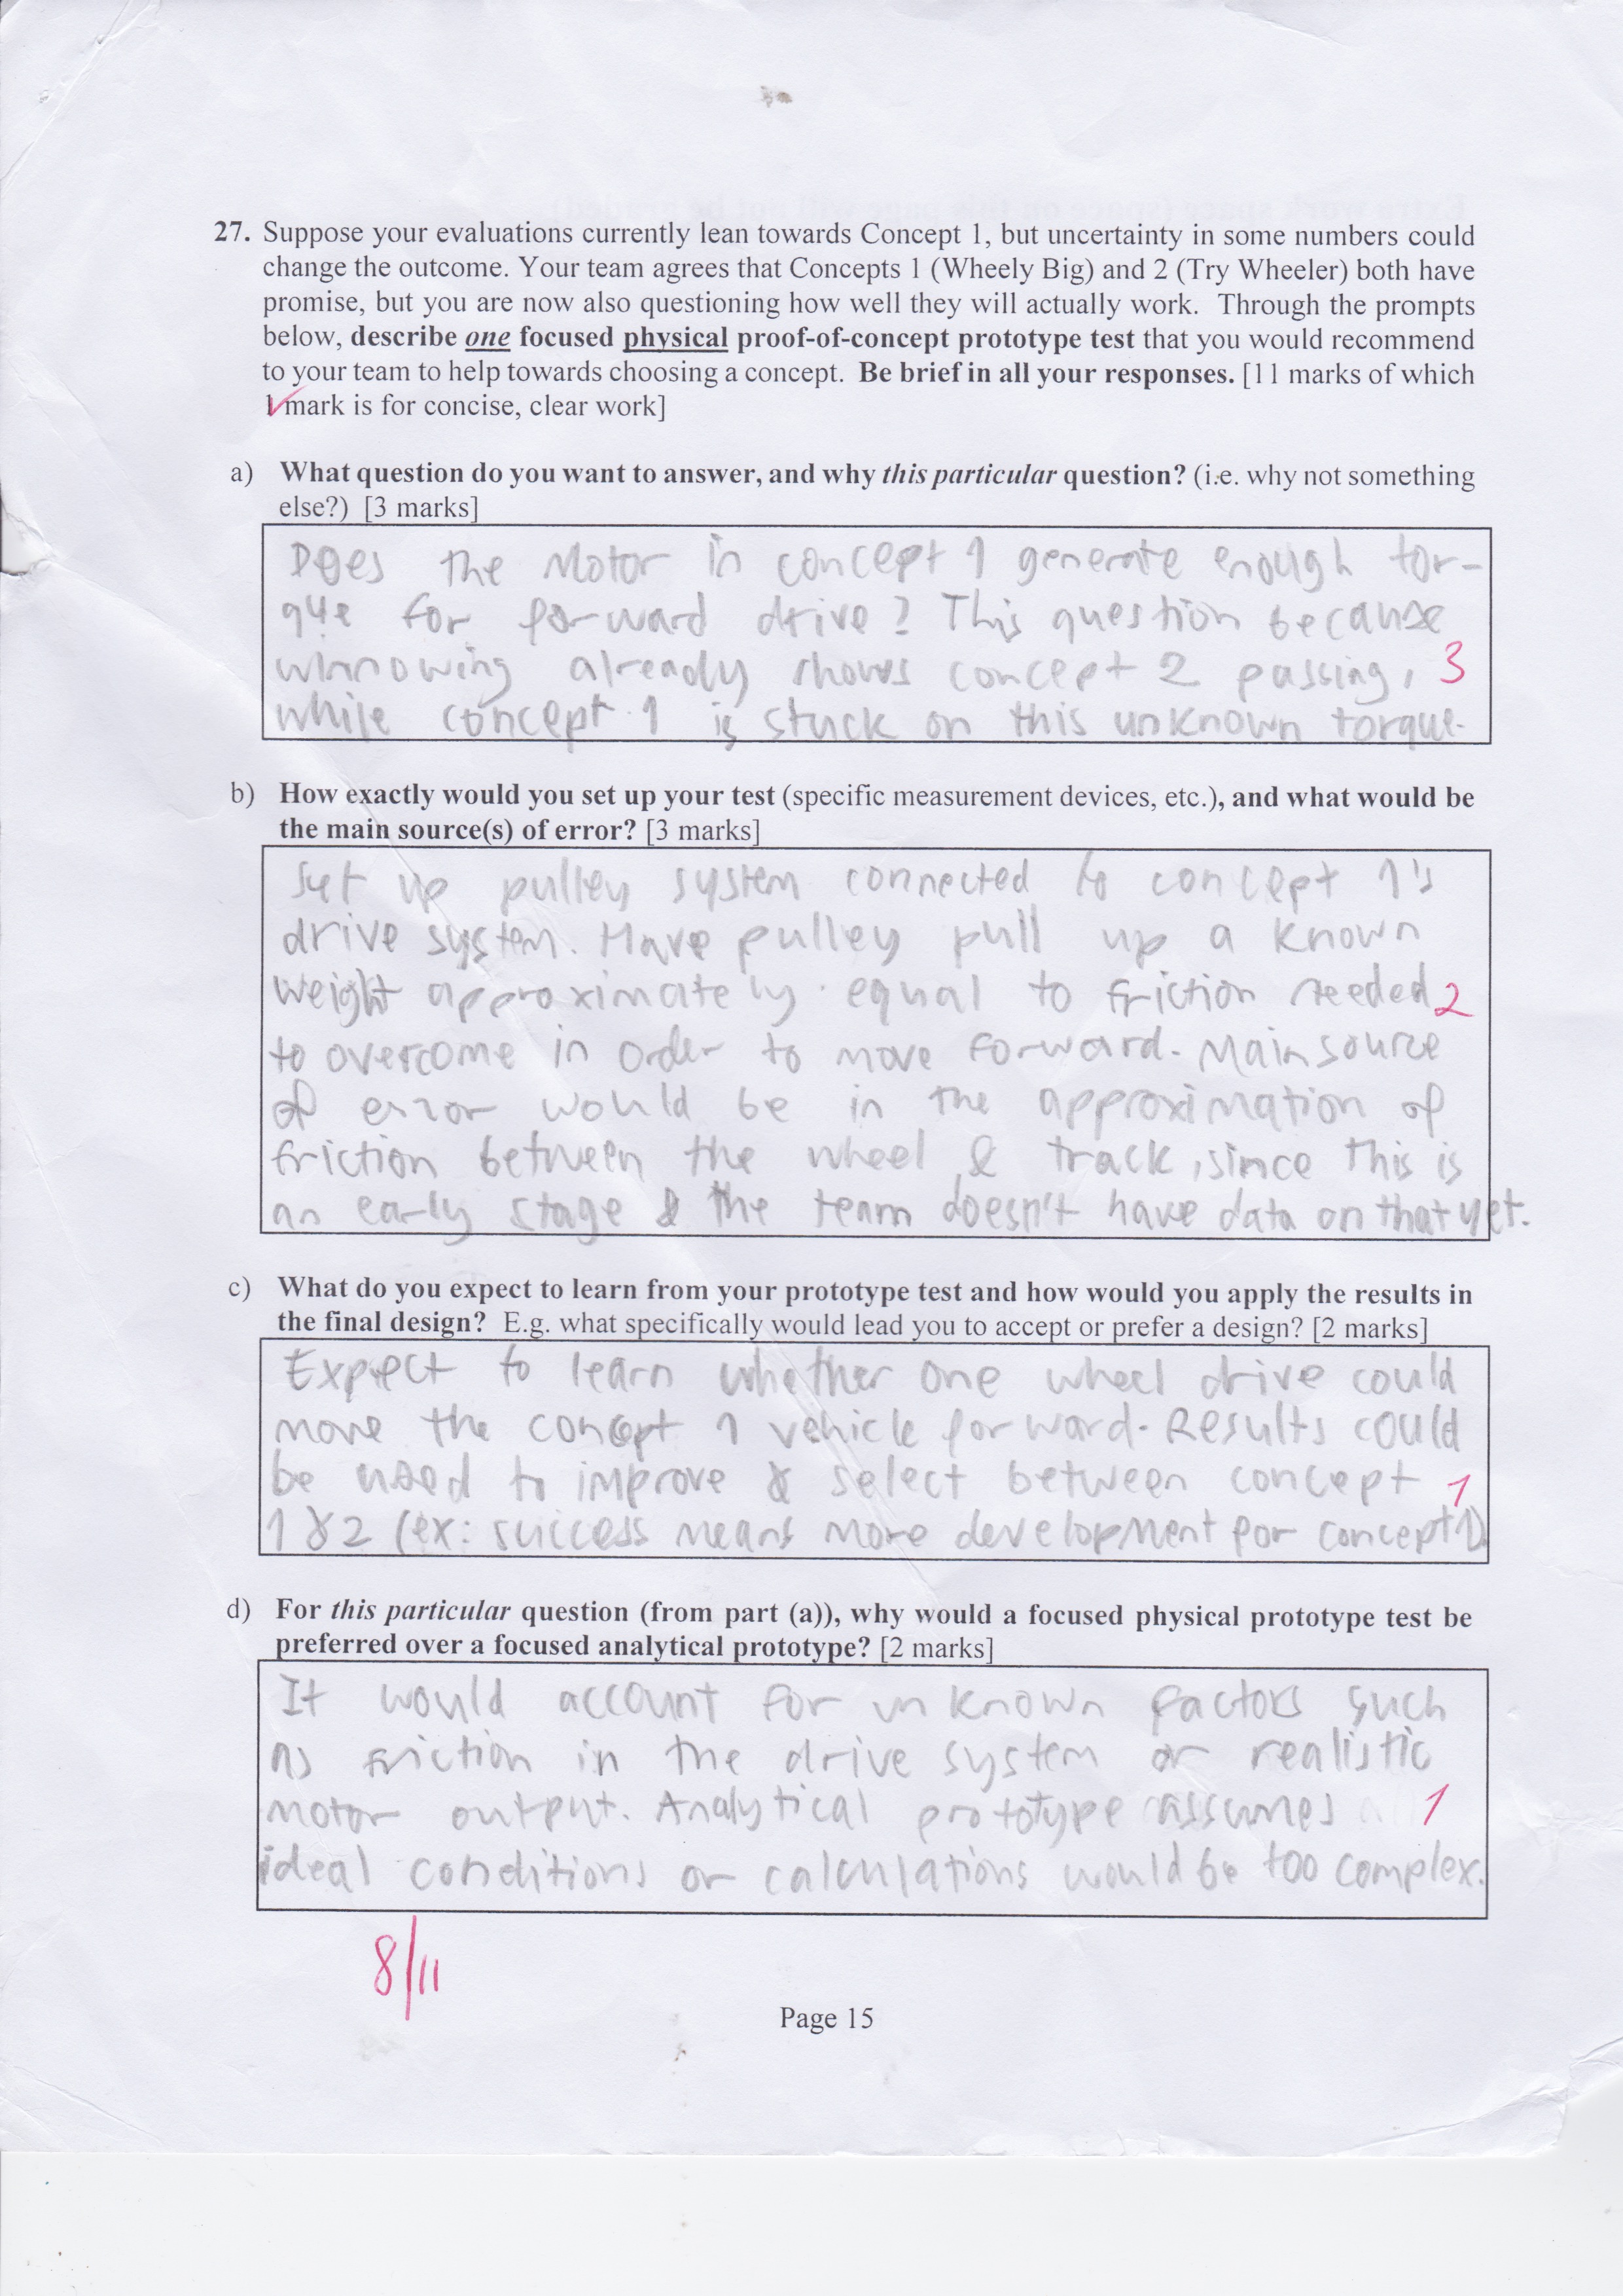 27. Suppose your evaluations currently lean towards Concept 1, but uncertainty in some numbers could
change the outcome. Your team agrees that Concepts 1 (Wheely Big) and 2 (Try Wheeler) both have
promise, but you are now also questioning how well they will actually work. Through the prompts
below, describe one focused physical proof-of-concept prototype test that you would recommend
to your team to help towards choosing a concept. Be brief in all your responses. [11 marks of which
1 mark is for concise, clear work]
a) What question do you want to answer, and why this particular question? (i.e. why not something
else?) [3 marks]
Does the Motor in concept 1 generate enough tor-
que for forward drive? This question because
winnowing already shows concept 2 passing, 3
while concept 1 is stuck on this unknown torque.
b) How exactly would you set up your test (specific measurement devices, etc.), and what would be
the main source(s) of error? [3 marks]
Set up pulley system connected to concept 1's
drive system. Have pulley pull up a known
weight approximately equal to friction needed 2
to overcome in order to move forward. Main source
of error would be in the approximation of
friction between the wheel & track, since this is
an early stage & the team doesn't have data on that yet.
c) What do you expect to learn from your prototype test and how would you apply the results in
the final design? E.g. what specifically would lead you to accept or prefer a design? [2 marks]
Expect to learn whether one wheel drive could
move the concept 1 vehicle forward. Results could
be used to improve & select between concept 1
1 & 2 (ex: success means more development for concept 1).
d) For this particular question (from part (a)), why would a focused physical prototype test be
preferred over a focused analytical prototype? [2 marks]
It would account for unknown factors such
as friction in the drive system or realistic
motor output. Analytical prototype assumes 1
ideal conditions or calculations would be too complex.
8/11
Page 15